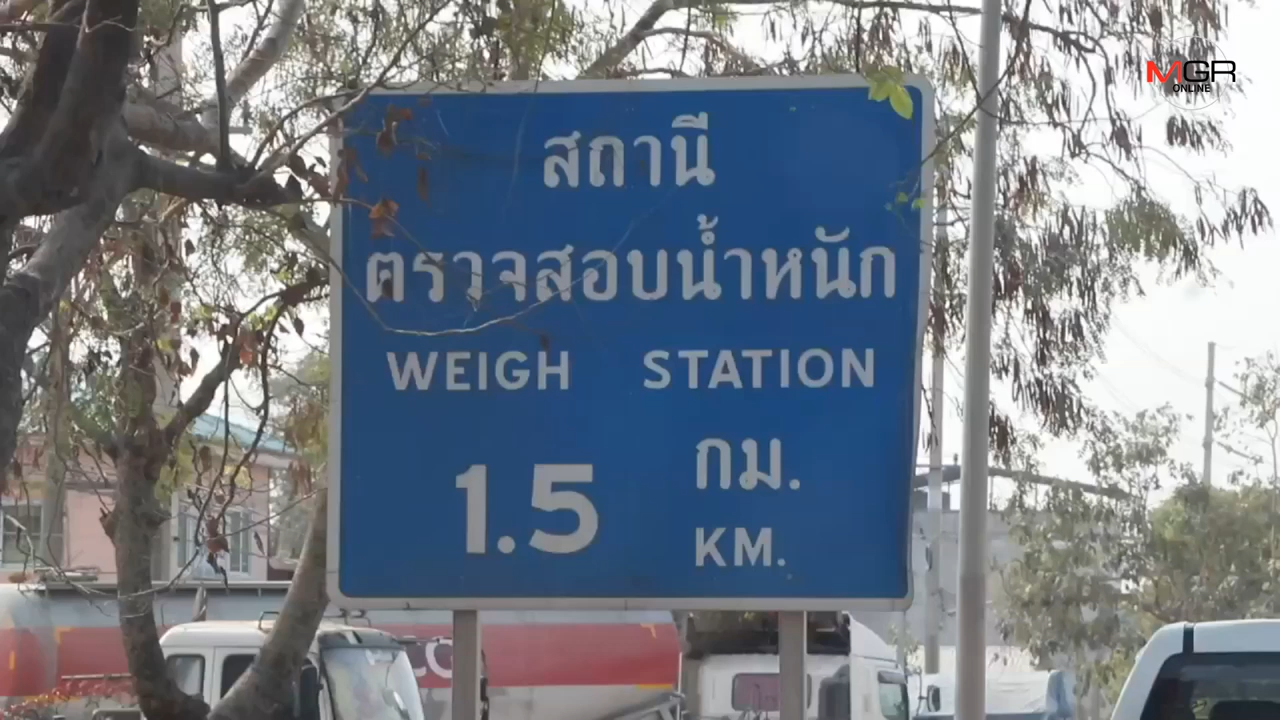 MGR
ONLINE
สถานี
ตรวจสอบน้ำหนัก
WEIGH STATION
1.5 กม.
KM.